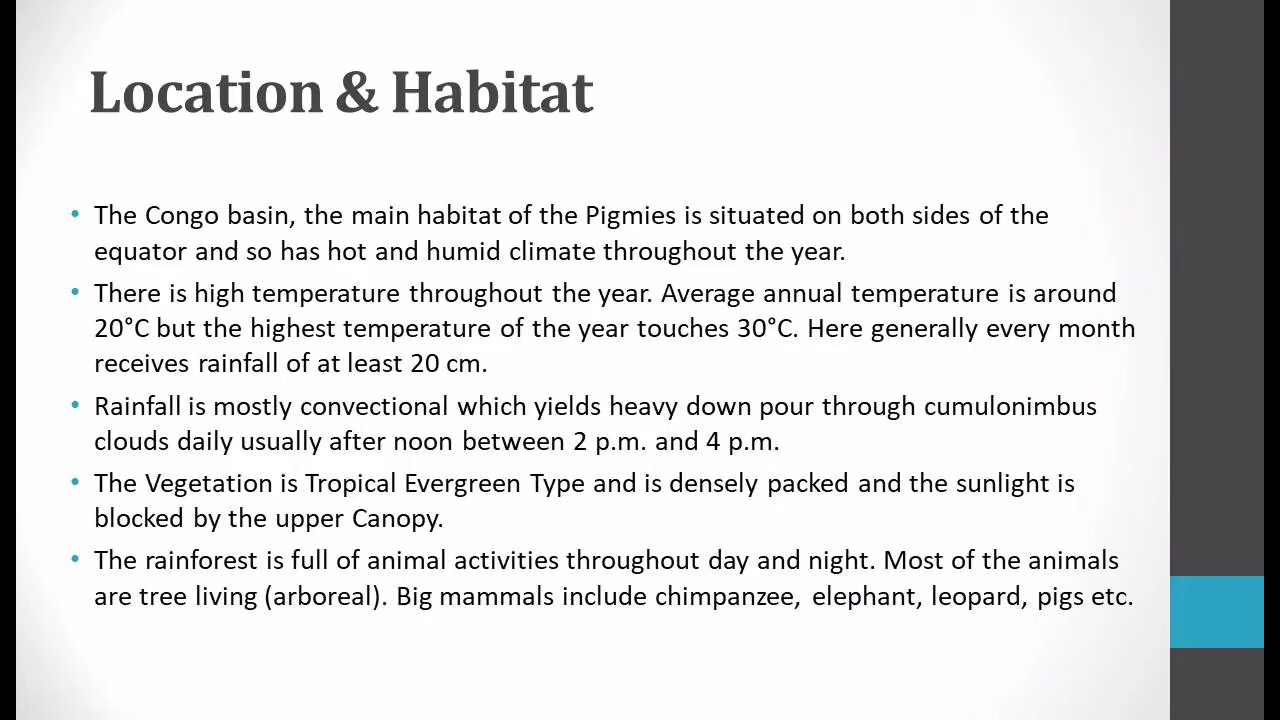 Location & Habitat
• The Congo basin, the main habitat of the Pigmies is situated on both sides of the
equator and so has hot and humid climate throughout the year.
• There is high temperature throughout the year. Average annual temperature is around
20°C but the highest temperature of the year touches 30°C. Here generally every month
receives rainfall of at least 20 cm.
• Rainfall is mostly convectional which yields heavy down pour through cumulonimbus
clouds daily usually after noon between 2 p.m. and 4 p.m.
• The Vegetation is Tropical Evergreen Type and is densely packed and the sunlight is
blocked by the upper Canopy.
• The rainforest is full of animal activities throughout day and night. Most of the animals
are tree living (arboreal). Big mammals include chimpanzee, elephant, leopard, pigs etc.